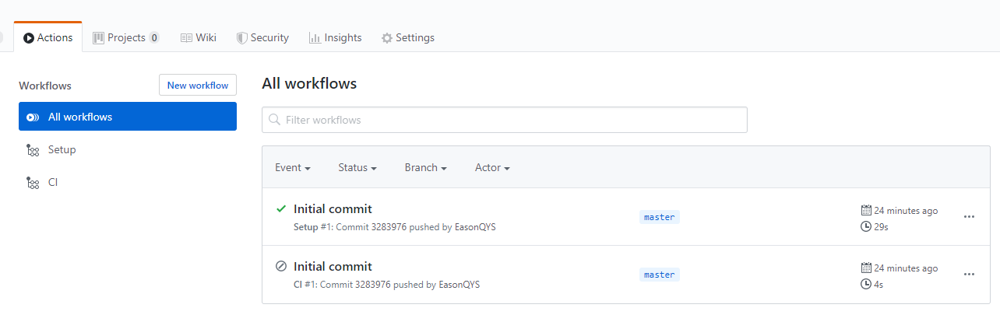 Actions Projects 0 Wiki Security Insights Settings
Workflows New workflow
All workflows
Setup
CI
All workflows
Filter workflows
Event Status Branch Actor
Initial commit
Setup #1: Commit 3283976 pushed by EasonQYS
master
24 minutes ago
29s
Initial commit
CI #1: Commit 3283976 pushed by EasonQYS
master
24 minutes ago
4s